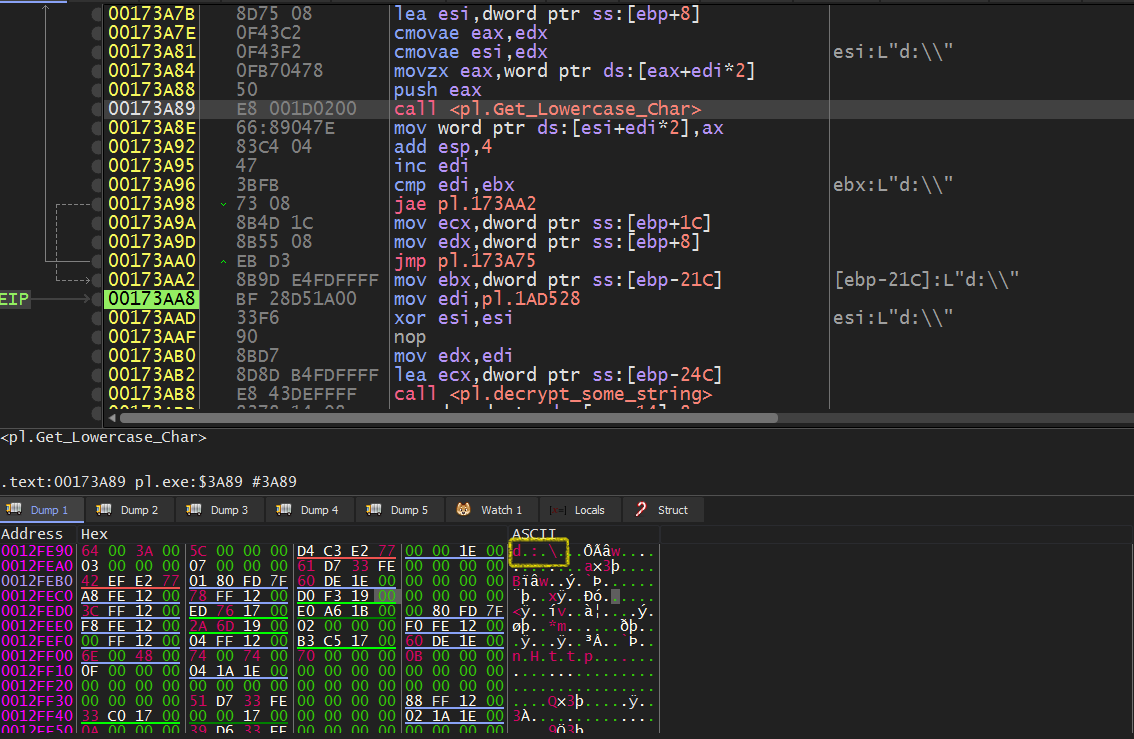 00173A7B 8D75 08 lea esi,dword ptr ss:[ebp+8]
00173A7E 0F43C2 cmovae eax,edx
00173A81 0F43F2 cmovae esi,edx esi:L"d:\\"
00173A84 0FB70478 movzx eax,word ptr ds:[eax+edi*2]
00173A88 50 push eax
00173A89 E8 001D0200 call <pl.Get_Lowercase_Char>
00173A8E 66:89047E mov word ptr ds:[esi+edi*2],ax
00173A92 83C4 04 add esp,4
00173A95 47 inc edi
00173A96 3BFB cmp edi,ebx ebx:L"d:\\"
00173A98 73 08 jae pl.173AA2
00173A9A 8B4D 1C mov ecx,dword ptr ss:[ebp+1C]
00173A9D 8B55 08 mov edx,dword ptr ss:[ebp+8]
00173AA0 EB D3 jmp pl.173A75
00173AA2 8B9D E4FDFFFF mov ebx,dword ptr ss:[ebp-21C] [ebp-21C]:L"d:\\"
EIP 00173AA8 BF 28D51A00 mov edi,pl.1AD528
00173AAD 33F6 xor esi,esi esi:L"d:\\"
00173AAF 90 nop
00173AB0 8BD7 mov edx,edi
00173AB2 8D8D B4FDFFFF lea ecx,dword ptr ss:[ebp-24C]
00173AB8 E8 43DEFFFF call <pl.decrypt_some_string>
<pl.Get_Lowercase_Char>
.text:00173A89 pl.exe:$3A89 #3A89
Dump 1 Dump 2 Dump 3 Dump 4 Dump 5 Watch 1 Locals Struct
Address Hex ASCII
0012FE90 64 00 3A 00 5C 00 00 00 D4 C3 E2 77 00 00 1E 00 d.:.\...ÔÃâw....
0012FEA0 03 00 00 00 07 00 00 00 61 D7 33 FE 00 00 00 00 ........a×3þ....
0012FEB0 42 EF E2 77 01 80 FD 7F 60 DE 1E 00 00 00 00 00 Bïâw..ý.`Þ......
0012FEC0 A8 FE 12 00 78 FF 12 00 D0 F3 19 00 00 00 00 00 ¨þ..xÿ..Ðó......
0012FED0 3C FF 12 00 ED 76 17 00 E0 A6 1B 00 00 80 FD 7F <ÿ..ív..à¦....ý.
0012FEE0 F8 FE 12 00 2A 6D 19 00 02 00 00 00 F0 FE 12 00 øþ..*m......ðþ..
0012FEF0 00 FF 12 00 04 FF 12 00 B3 C5 17 00 60 DE 1E 00 .ÿ...ÿ..³Å..`Þ..
0012FF00 6E 00 48 00 74 00 74 00 70 00 00 00 0B 00 00 00 n.H.t.t.p.......
0012FF10 0F 00 00 00 04 1A 1E 00 00 00 00 00 00 00 00 00 ................
0012FF20 00 00 00 00 00 00 00 00 00 00 00 00 00 00 00 00 ................
0012FF30 00 00 00 00 51 D7 33 FE 00 00 00 00 88 FF 12 00 ....Q×3þ.....ÿ..
0012FF40 33 C0 17 00 00 00 17 00 00 00 00 00 02 1A 1E 00 3À..............